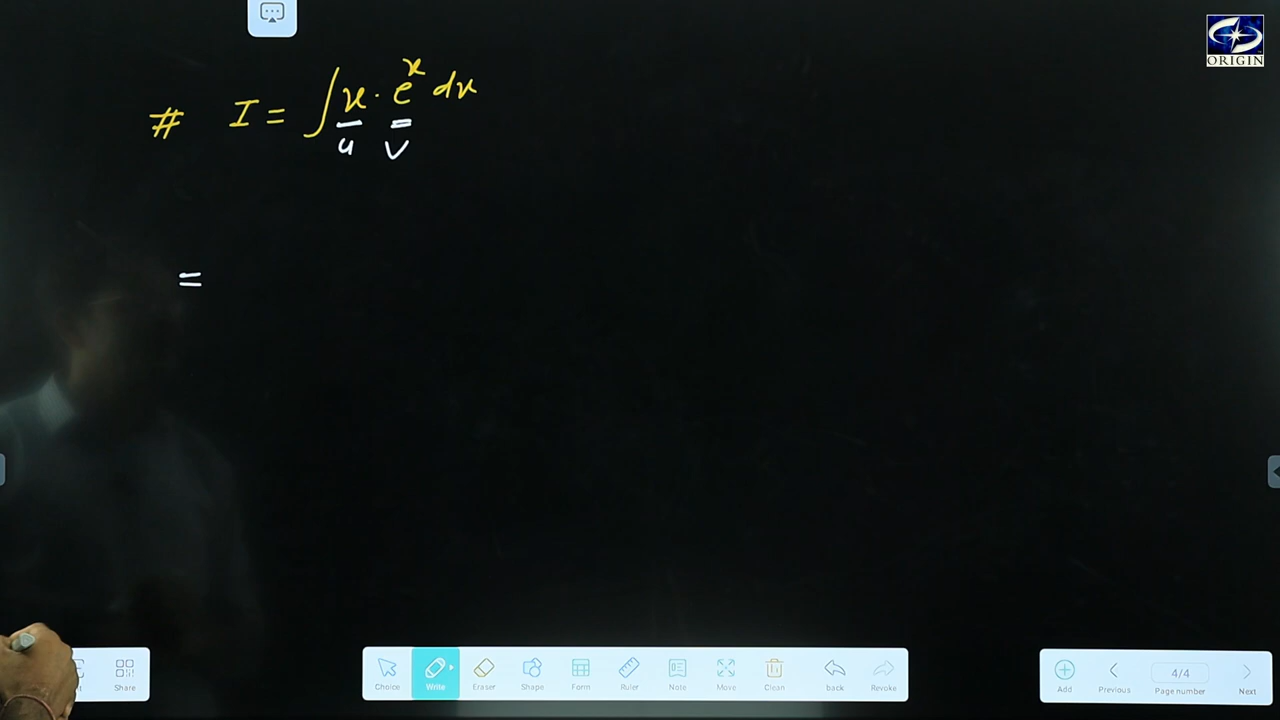 ORIGIN
# I = ∫ x · e^x dx
u v
=
Share
Choice Write Eraser Shape Form Ruler Note Move Clean back Revoke
Add Previous 4/4 Page number Next